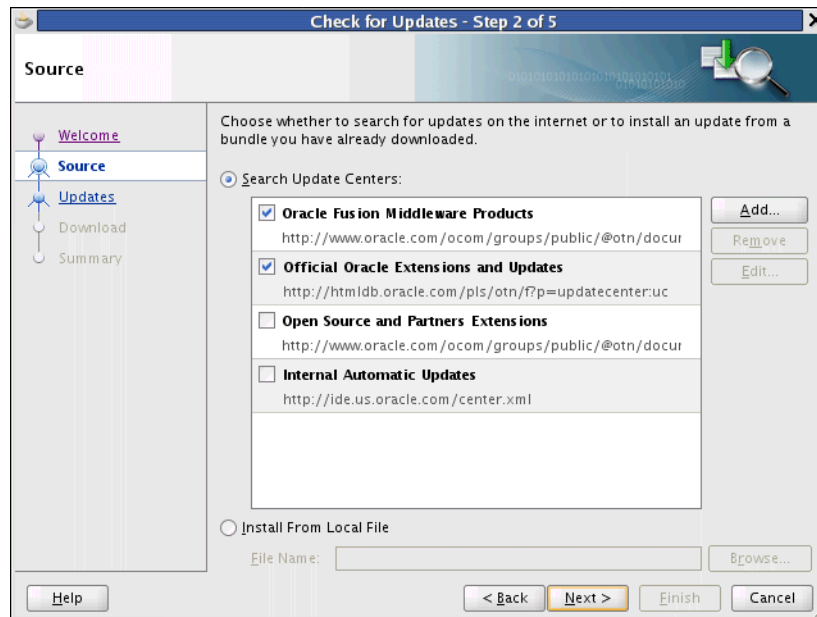 Check for Updates - Step 2 of 5
Source
Welcome
Source
Updates
Download
Summary
Choose whether to search for updates on the internet or to install an update from a
bundle you have already downloaded.
Search Update Centers:
Oracle Fusion Middleware Products
http://www.oracle.com/ocom/groups/public/@otn/docur
Official Oracle Extensions and Updates
http://htmldb.oracle.com/pls/otn/f?p=updatecenter:uc
Open Source and Partners Extensions
http://www.oracle.com/ocom/groups/public/@otn/docur
Internal Automatic Updates
http://ide.us.oracle.com/center.xml
Add...
Remove
Edit...
Install From Local File
File Name:
Browse...
Help
< Back
Next >
Finish
Cancel